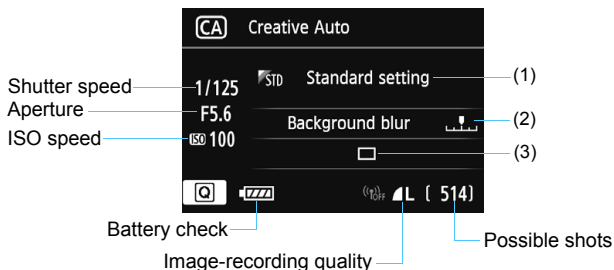 CA Creative Auto
Shutter speed
1/125
STD Standard setting
(1)
Aperture
F5.6
Background blur
(2)
ISO speed
ISO 100
(3)
Q
OFF
L [ 514]
Battery check
Possible shots
Image-recording quality